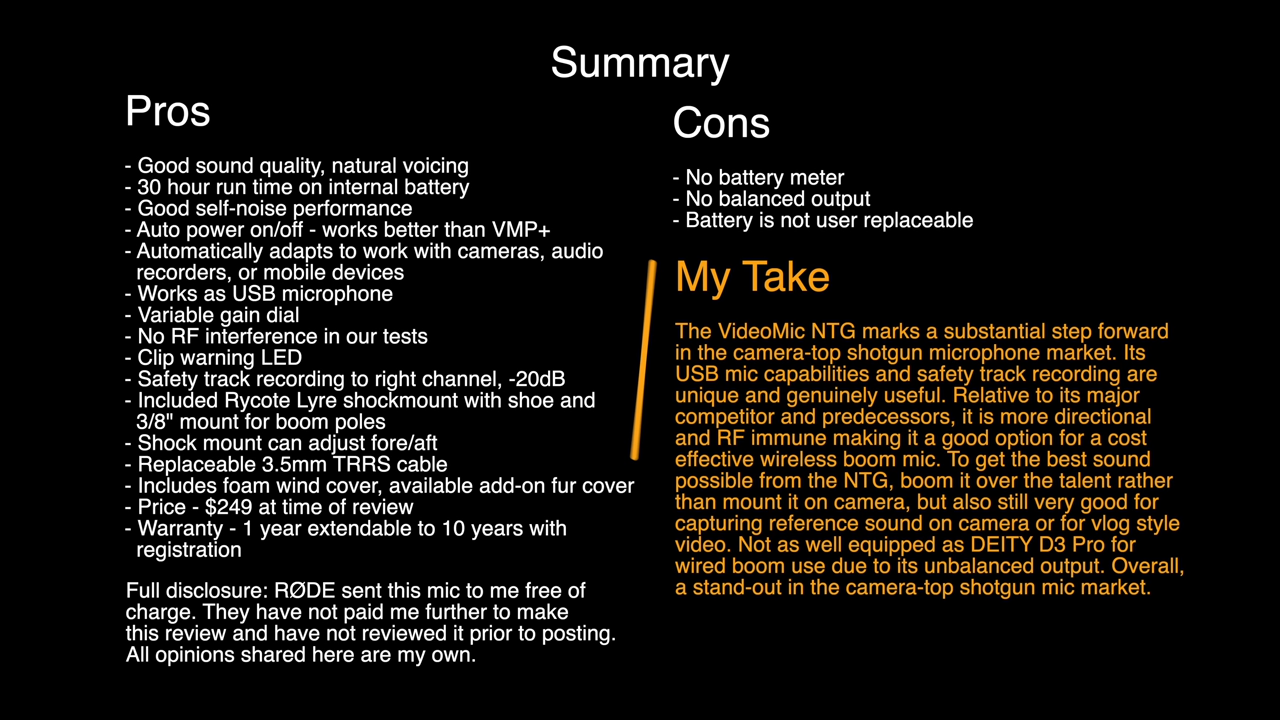 Summary
Pros
- Good sound quality, natural voicing
- 30 hour run time on internal battery
- Good self-noise performance
- Auto power on/off - works better than VMP+
- Automatically adapts to work with cameras, audio
recorders, or mobile devices
- Works as USB microphone
- Variable gain dial
- No RF interference in our tests
- Clip warning LED
- Safety track recording to right channel, -20dB
- Included Rycote Lyre shockmount with shoe and
3/8" mount for boom poles
- Shock mount can adjust fore/aft
- Replaceable 3.5mm TRRS cable
- Includes foam wind cover, available add-on fur cover
- Price - $249 at time of review
- Warranty - 1 year extendable to 10 years with
registration
Full disclosure: RØDE sent this mic to me free of
charge. They have not paid me further to make
this review and have not reviewed it prior to posting.
All opinions shared here are my own.
Cons
- No battery meter
- No balanced output
- Battery is not user replaceable
My Take
The VideoMic NTG marks a substantial step forward
in the camera-top shotgun microphone market. Its
USB mic capabilities and safety track recording are
unique and genuinely useful. Relative to its major
competitor and predecessors, it is more directional
and RF immune making it a good option for a cost
effective wireless boom mic. To get the best sound
possible from the NTG, boom it over the talent rather
than mount it on camera, but also still very good for
capturing reference sound on camera or for vlog style
video. Not as well equipped as DEITY D3 Pro for
wired boom use due to its unbalanced output. Overall,
a stand-out in the camera-top shotgun mic market.